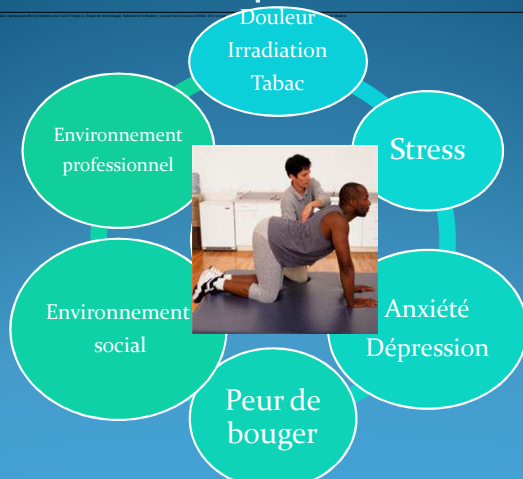 Douleur
Irradiation
Tabac
Stress
Anxiété
Dépression
Peur de
bouger
Environnement
social
Environnement
professionnel